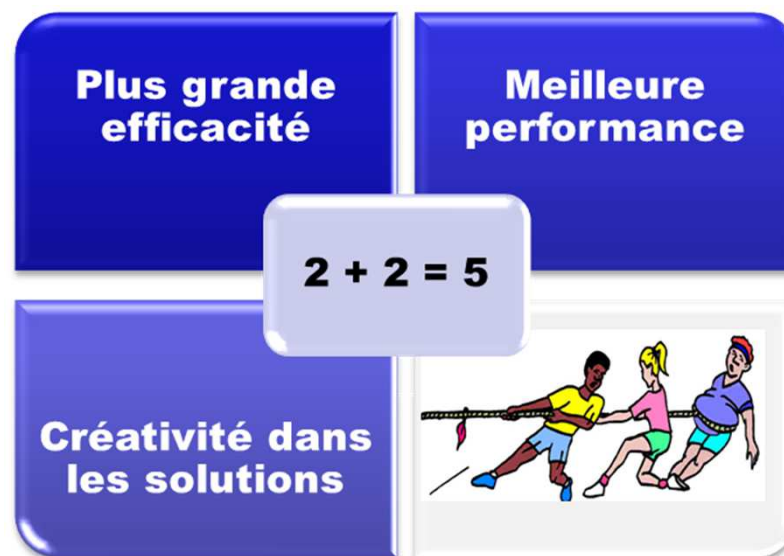 Plus grande
efficacité
Meilleure
performance
2 + 2 = 5
Créativité dans
les solutions